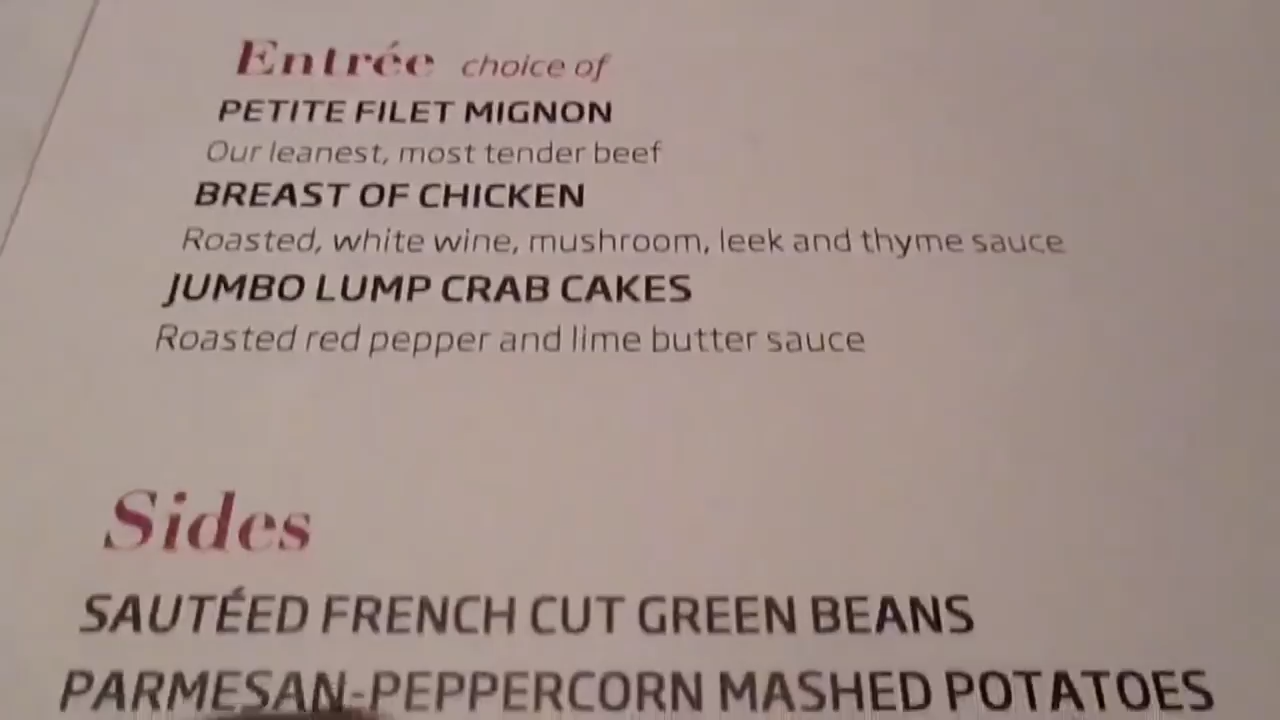 Entrée choice of
PETITE FILET MIGNON
Our leanest, most tender beef
BREAST OF CHICKEN
Roasted, white wine, mushroom, leek and thyme sauce
JUMBO LUMP CRAB CAKES
Roasted red pepper and lime butter sauce
Sides
SAUTÉED FRENCH CUT GREEN BEANS
PARMESAN-PEPPERCORN MASHED POTATOES